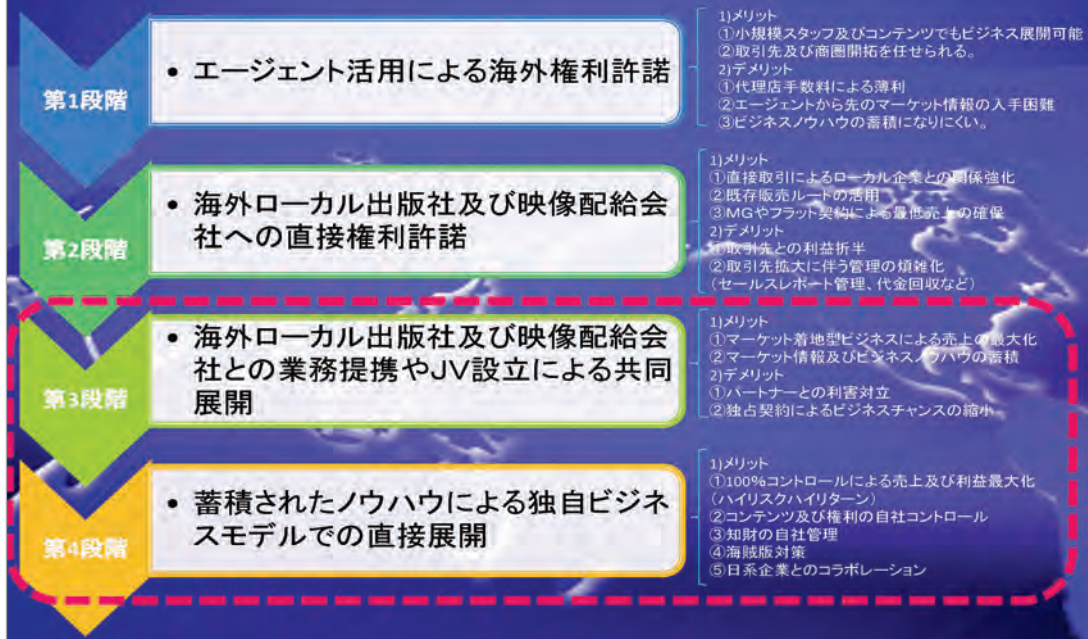 第1段階
• エージェント活用による海外権利許諾
1)メリット
①小規模スタッフ及びコンテンツでもビジネス展開可能
②取引先及び商圏開拓を任せられる。
2)デメリット
①代理店手数料による薄利
②エージェントから先のマーケット情報の入手困難
③ビジネスノウハウの蓄積になりにくい。
第2段階
• 海外ローカル出版社及び映像配給会
社への直接権利許諾
1)メリット
①直接取引によるローカル企業との関係強化
②既存販売ルートの活用
③MGやフラット契約による最低売上の確保
2)デメリット
①取引先との利益折半
②取引先拡大に伴う管理の煩雑化
(セールスレポート管理、代金回収など)
第3段階
• 海外ローカル出版社及び映像配給会
社との業務提携やJV設立による共同
展開
1)メリット
①マーケット着地型ビジネスによる売上の最大化
②マーケット情報及びビジネスノウハウの蓄積
2)デメリット
①パートナーとの利害対立
②独占契約によるビジネスチャンスの縮小
第4段階
• 蓄積されたノウハウによる独自ビジネ
スモデルでの直接展開
1)メリット
①100%コントロールによる売上及び利益最大化
(ハイリスクハイリターン)
②コンテンツ及び権利の自社コントロール
③知財の自社管理
④海賊版対策
⑤日系企業とのコラボレーション